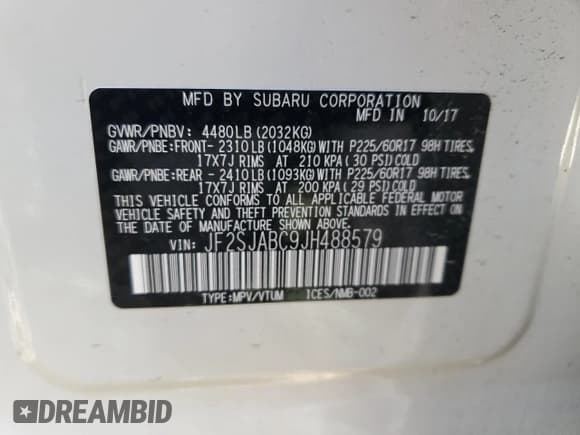 MFD BY SUBARU CORPORATION
MFD IN 10/17
GVWR/PNBV: 4480LB(2032KG)
GAWR/PNBE:FRONT- 2310LB(1048KG)WITH P225/60R17 98H TIRES,
17X7J RIMS AT 210 KPA(30 PSI)COLD
GAWR/PNBE:REAR - 2410LB(1093KG)WITH P225/60R17 98H TIRES,
17X7J RIMS AT 200 KPA(29 PSI)COLD
THIS VEHICLE CONFORMS TO ALL APPLICABLE FEDERAL MOTOR
VEHICLE SAFETY AND THEFT PREVENTION STANDARDS IN EFFECT ON
THE DATE OF MANUFACTURE SHOWN ABOVE.
VIN: JF2SJABC9JH488579
TYPE:MPV/VTUM ICES/NMB-002
DREAMBID